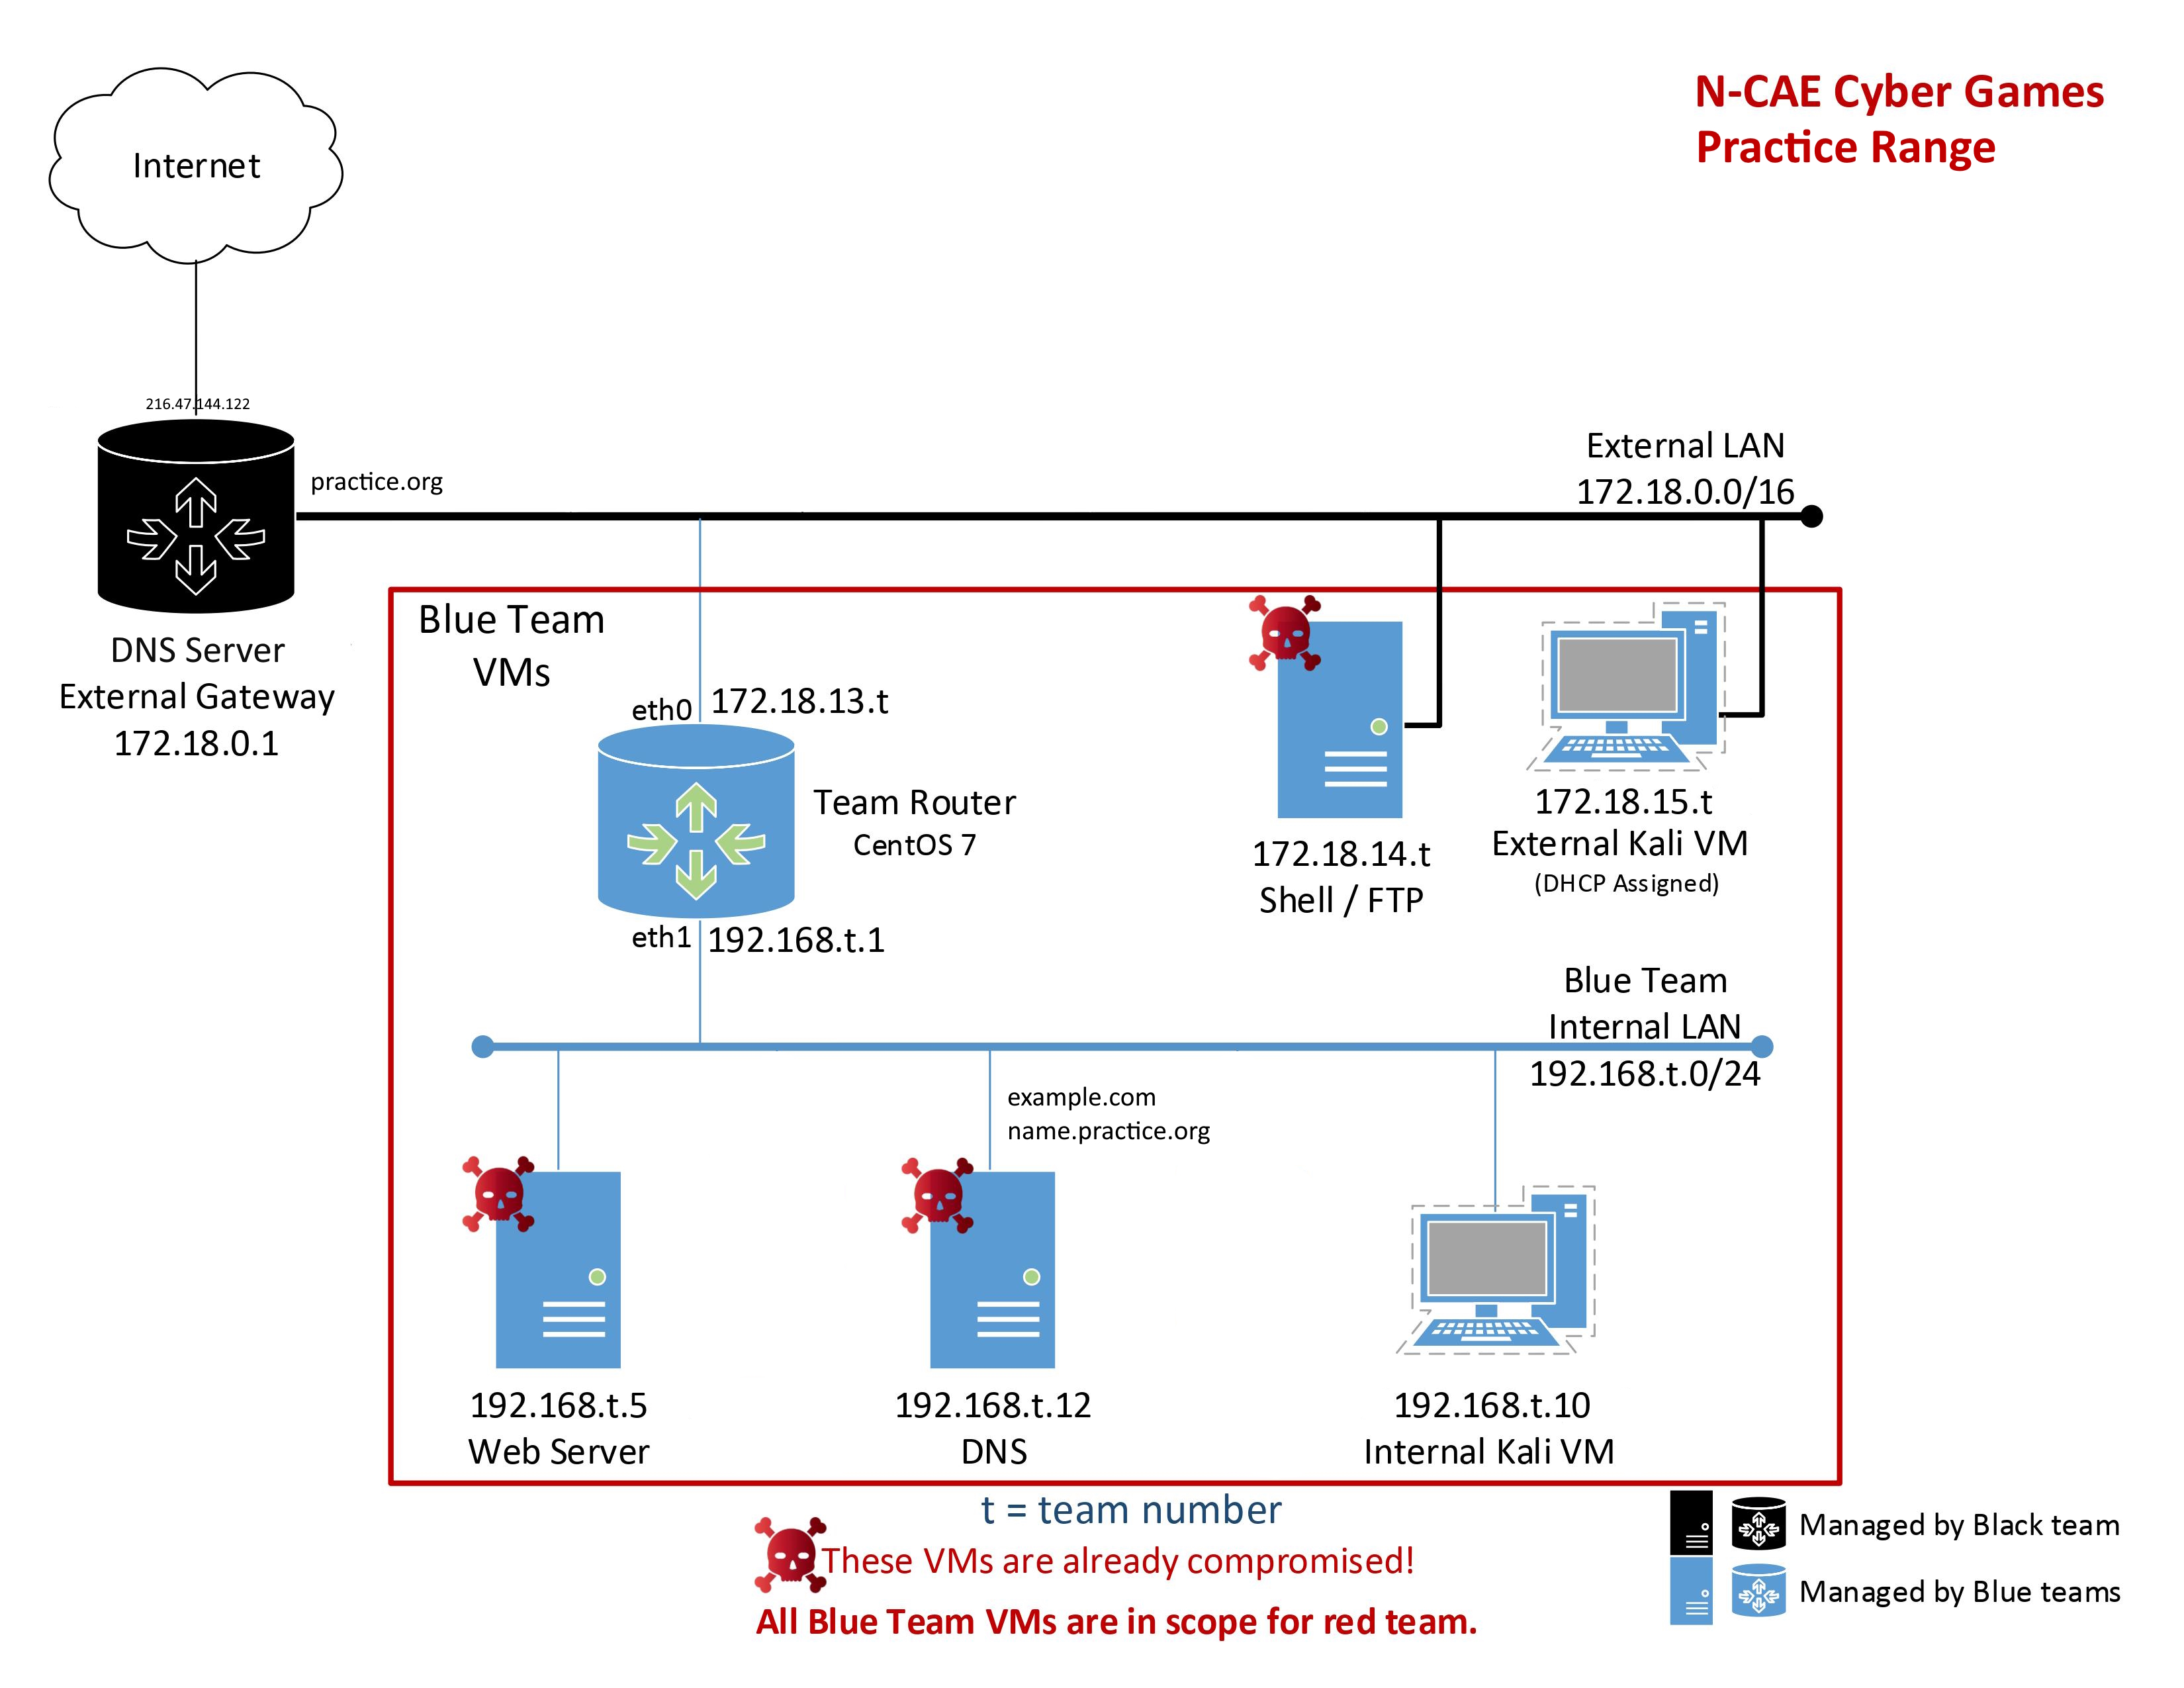 N-CAE Cyber Games
Practice Range
Internet
216.47.144.122
practice.org
External LAN
172.18.0.0/16
DNS Server
External Gateway
172.18.0.1
Blue Team
VMs
eth0
172.18.13.t
Team Router
CentOS 7
eth1
192.168.t.1
172.18.14.t
Shell / FTP
172.18.15.t
External Kali VM
(DHCP Assigned)
Blue Team
Internal LAN
192.168.t.0/24
example.com
name.practice.org
192.168.t.5
Web Server
192.168.t.12
DNS
192.168.t.10
Internal Kali VM
t = team number
These VMs are already compromised!
All Blue Team VMs are in scope for red team.
Managed by Black team
Managed by Blue teams